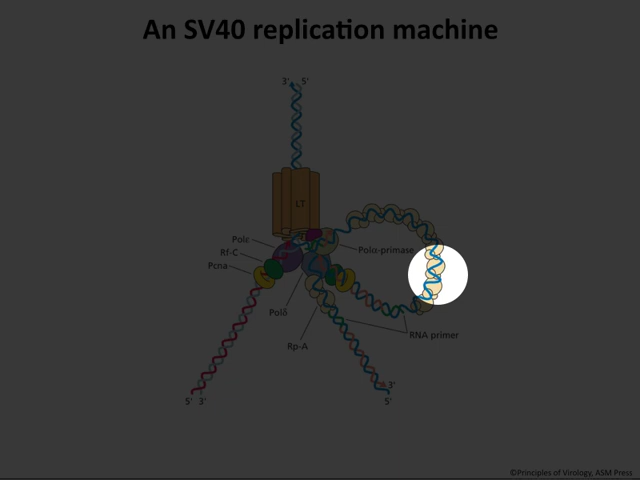 An SV40 replication machine
3' 5'
LT
Polε
Rf-C
Pcna
Polα-primase
Polδ
RNA primer
Rp-A
3'
5' 3'
5'
©Principles of Virology, ASM Press